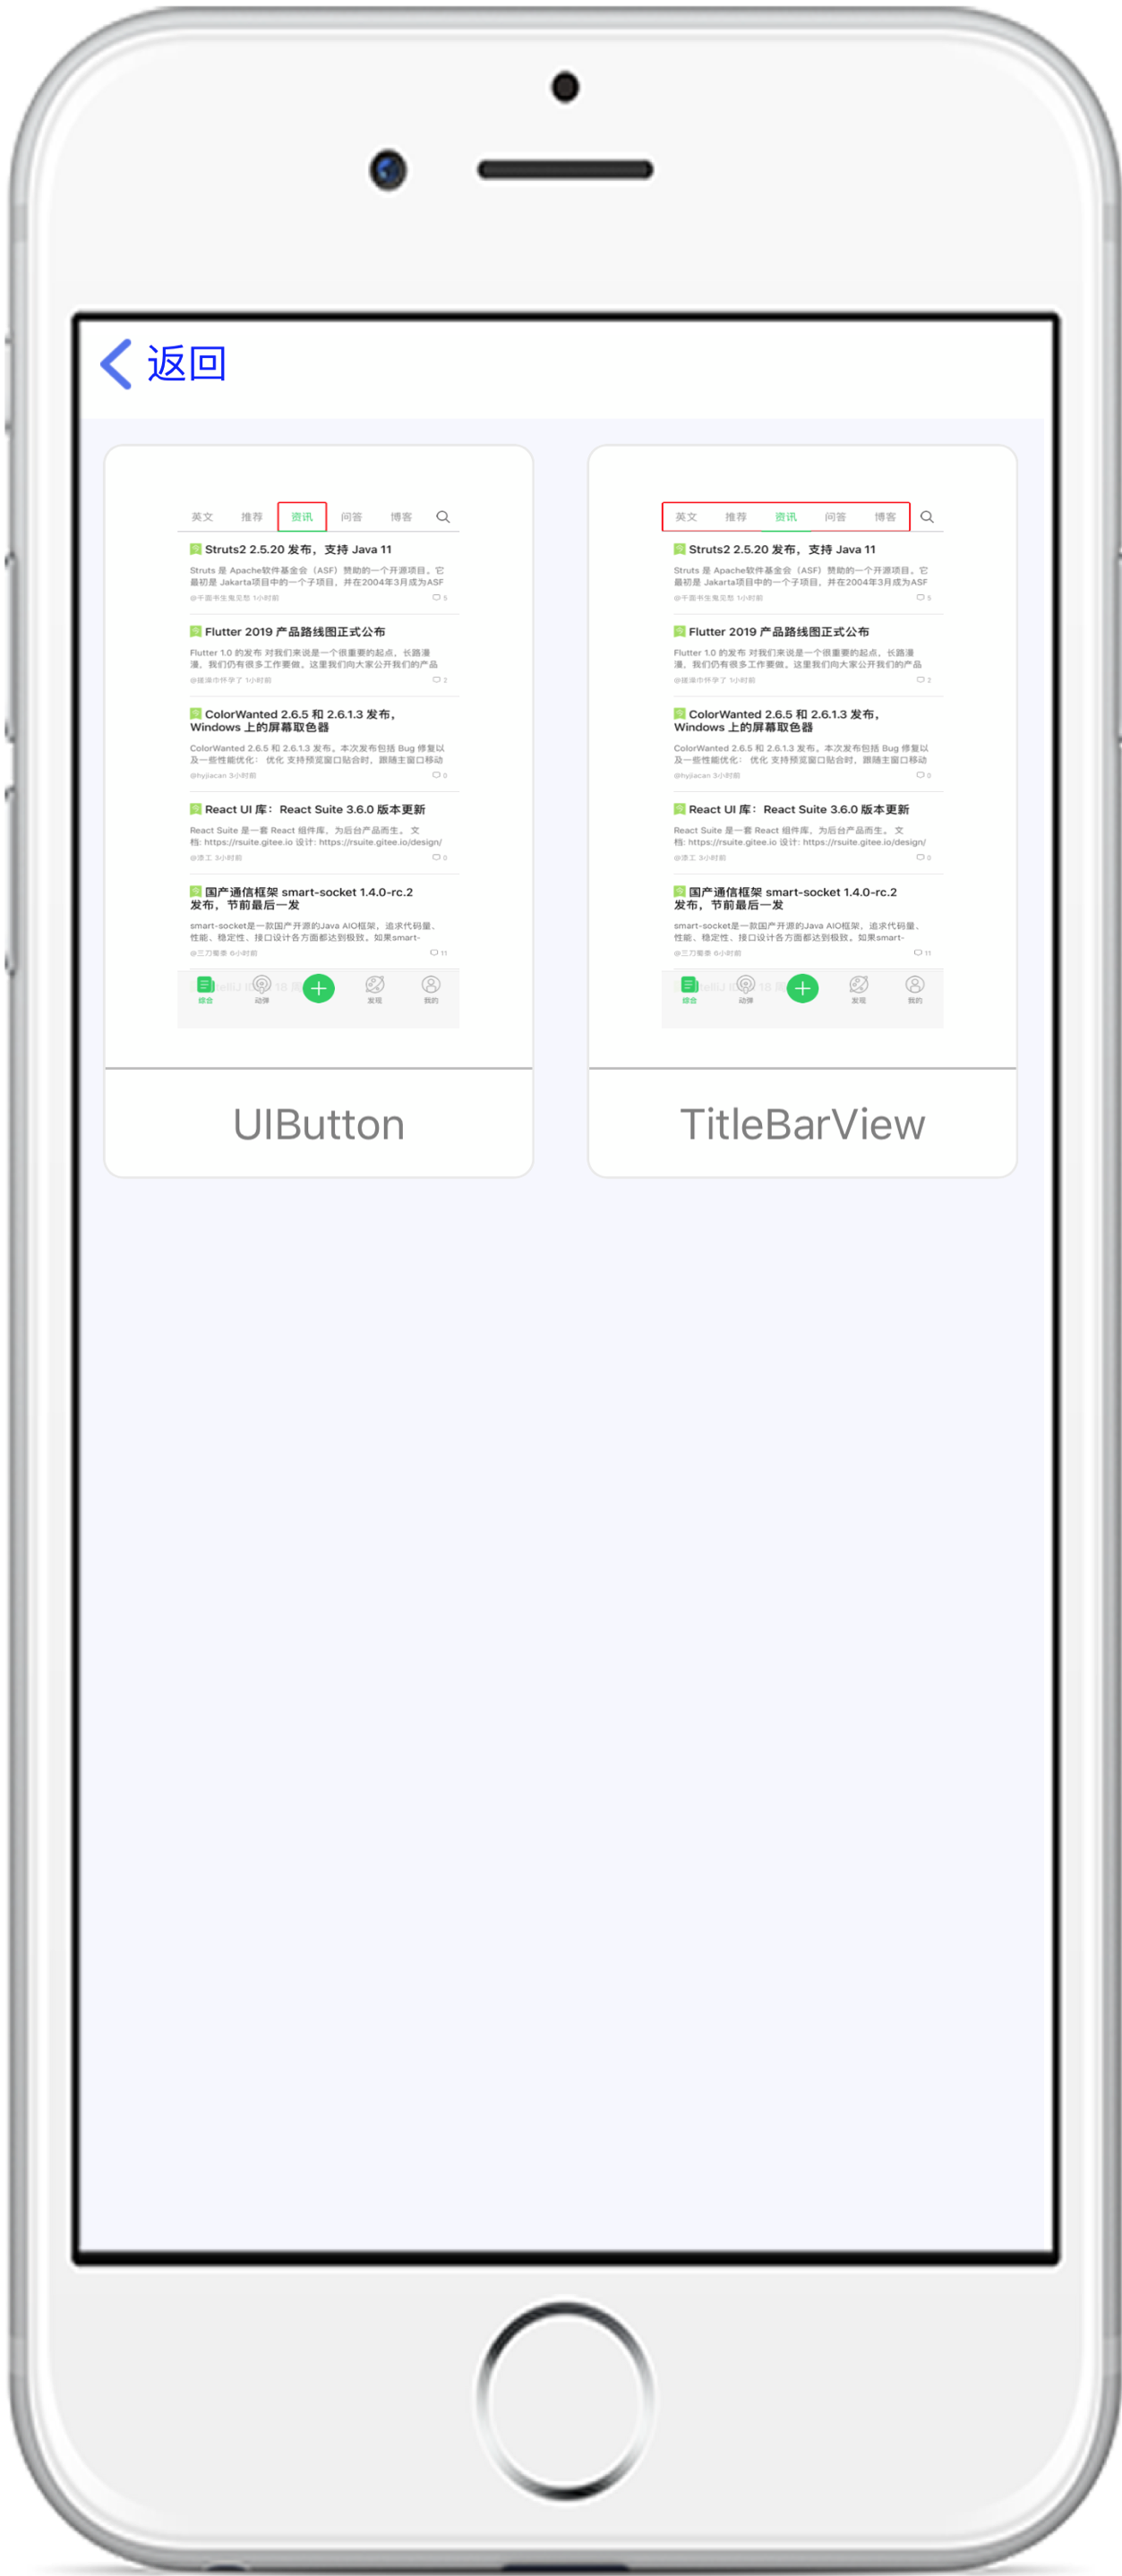 返回
英文 推荐 资讯 问答 博客
Struts2 2.5.20 发布，支持 Java 11
Struts 是 Apache软件基金会（ASF）赞助的一个开源项目。它
最初是 Jakarta项目中的一个子项目，并在2004年3月成为ASF
@千面书生鬼见愁 1小时前 5
Flutter 2019 产品路线图正式公布
Flutter 1.0 的发布 对我们来说是一个很重要的起点，长路漫
漫，我们仍有很多工作要做。这里我们向大家公开我们的产品
1小时前 2
ColorWanted 2.6.5 和 2.6.1.3 发布，
Windows 上的屏幕取色器
ColorWanted 2.6.5 和 2.6.1.3 发布。本次发布包括 Bug 修复以
及一些性能优化： 优化 支持预览窗口贴合时，跟随主窗口移动
@hyjiacan 3小时前 0
React UI 库：React Suite 3.6.0 版本更新
React Suite 是一套 React 组件库，为后台产品而生。 文
档: https://rsuite.gitee.io 设计: https://rsuite.gitee.io/design/
@漆工 3小时前 0
国产通信框架 smart-socket 1.4.0-rc.2
发布，节前最后一发
smart-socket是一款国产开源的Java AIO框架，追求代码量、
性能、稳定性、接口设计各方面都达到极致。如果smart-
@三刀蜀黍 6小时前 11
综合 动弹 发现 我的
UIButton
英文 推荐 资讯 问答 博客
Struts2 2.5.20 发布，支持 Java 11
Struts 是 Apache软件基金会（ASF）赞助的一个开源项目。它
最初是 Jakarta项目中的一个子项目，并在2004年3月成为ASF
@千面书生鬼见愁 1小时前 5
Flutter 2019 产品路线图正式公布
Flutter 1.0 的发布 对我们来说是一个很重要的起点，长路漫
漫，我们仍有很多工作要做。这里我们向大家公开我们的产品
1小时前 2
ColorWanted 2.6.5 和 2.6.1.3 发布，
Windows 上的屏幕取色器
ColorWanted 2.6.5 和 2.6.1.3 发布。本次发布包括 Bug 修复以
及一些性能优化： 优化 支持预览窗口贴合时，跟随主窗口移动
@hyjiacan 3小时前 0
React UI 库：React Suite 3.6.0 版本更新
React Suite 是一套 React 组件库，为后台产品而生。 文
档: https://rsuite.gitee.io 设计: https://rsuite.gitee.io/design/
@漆工 3小时前 0
国产通信框架 smart-socket 1.4.0-rc.2
发布，节前最后一发
smart-socket是一款国产开源的Java AIO框架，追求代码量、
性能、稳定性、接口设计各方面都达到极致。如果smart-
@三刀蜀黍 6小时前 11
综合 动弹 发现 我的
TitleBarView